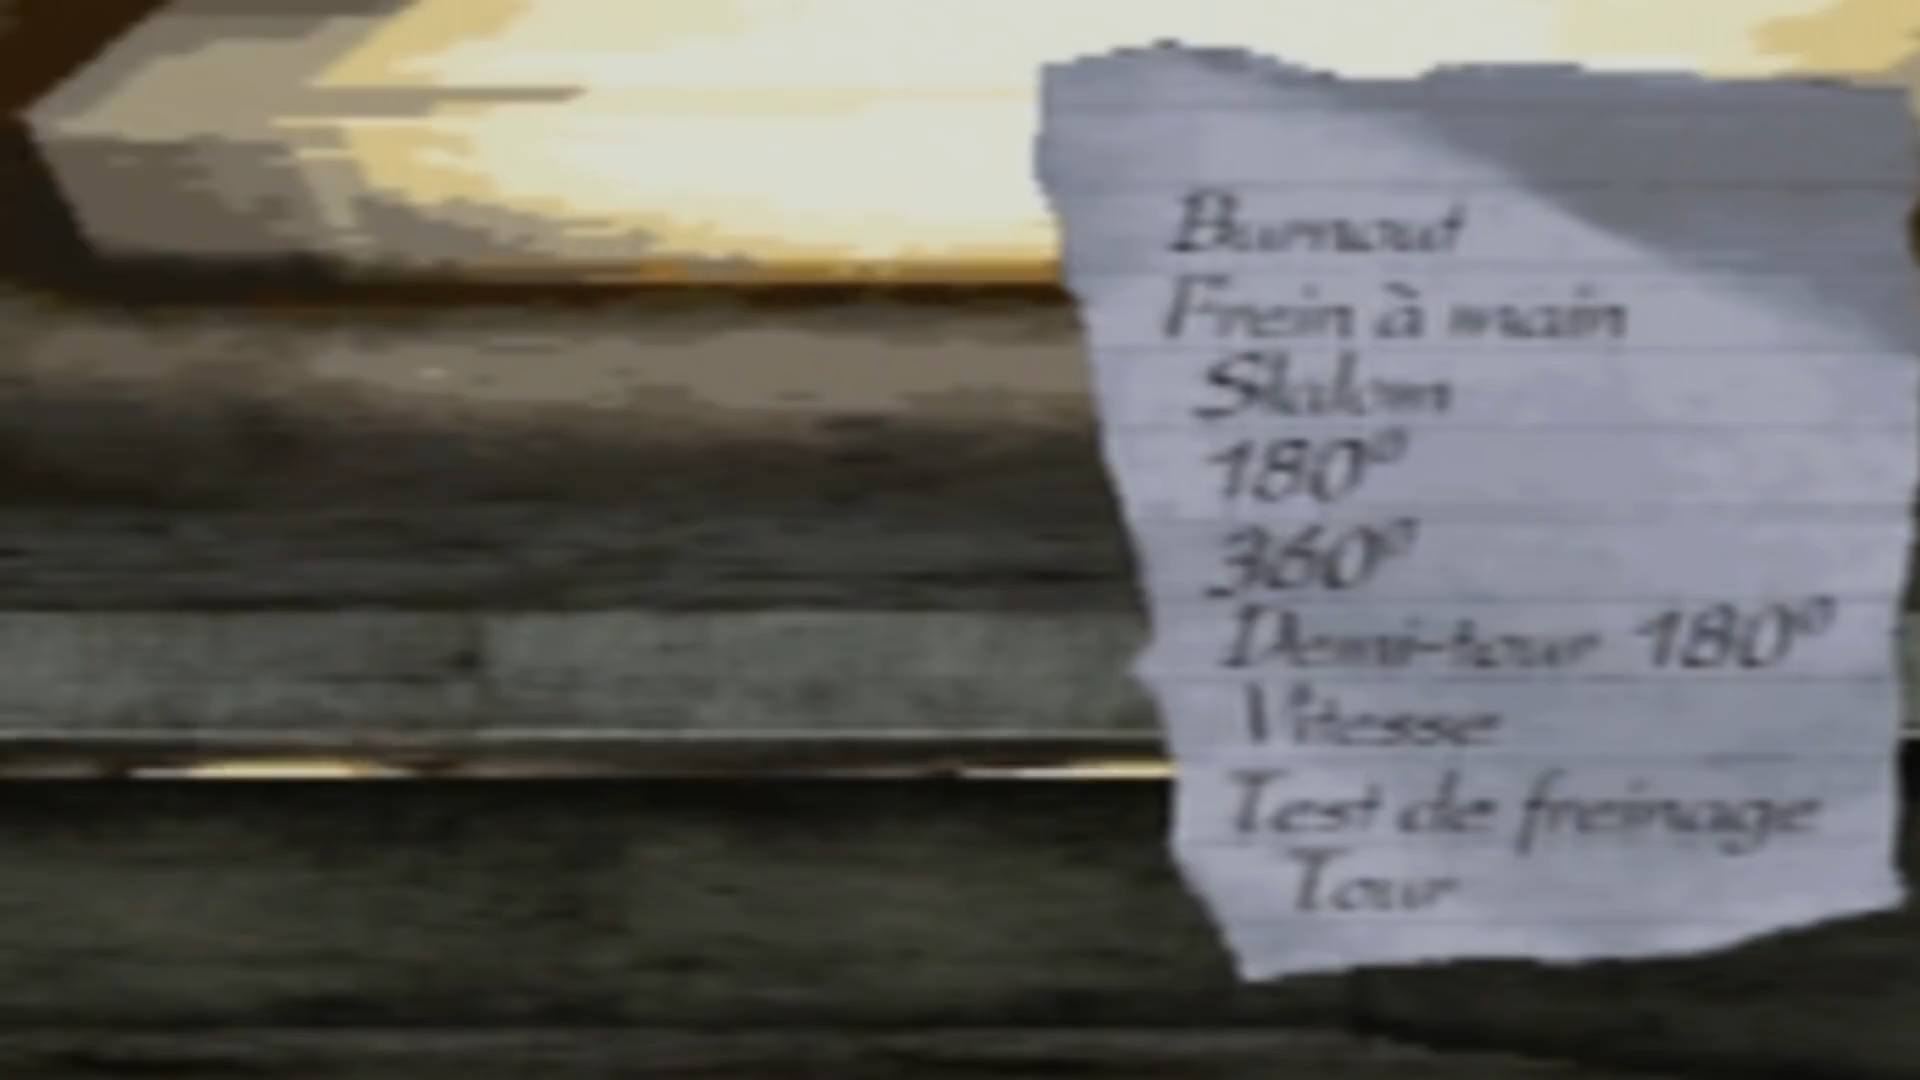 Burnout
Frein à main
Slalom
180°
360°
Demi-tour 180°
Vitesse
Test de freinage
Tour